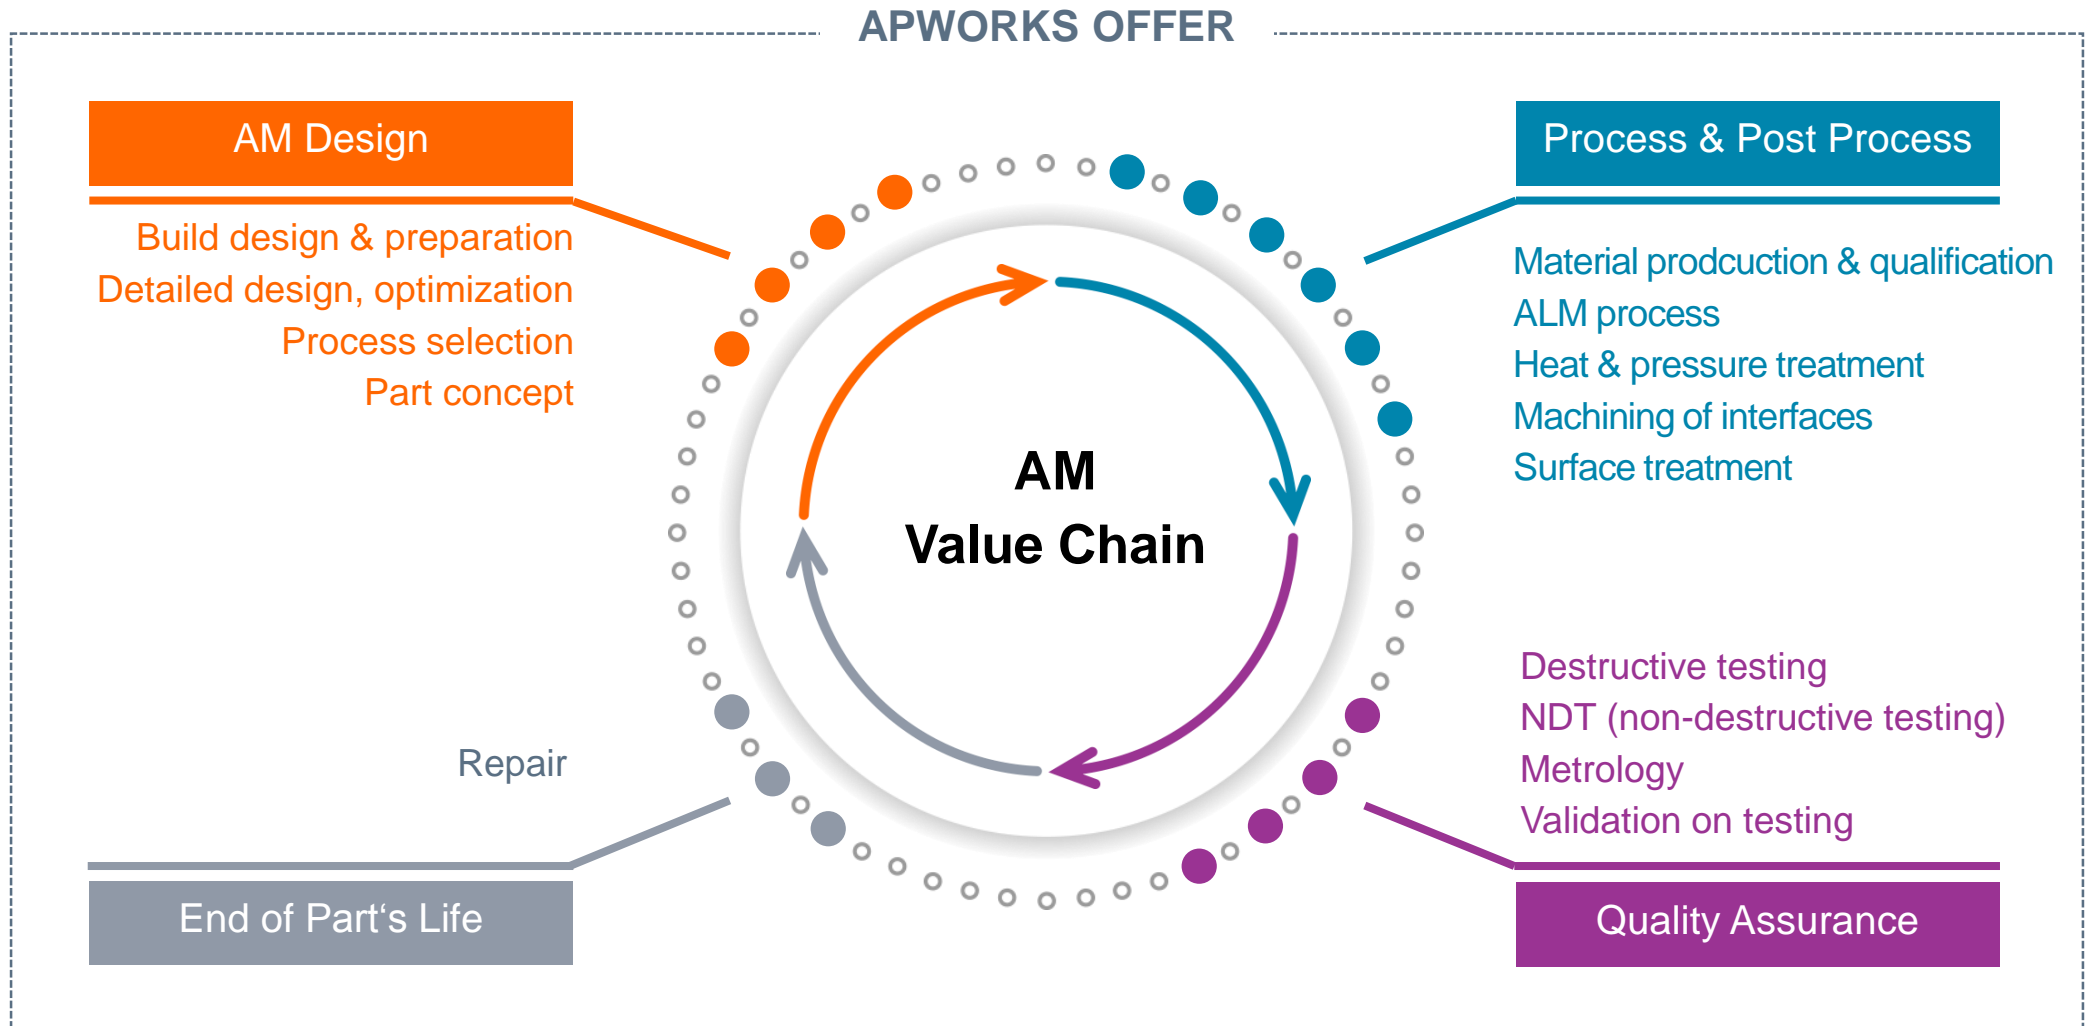 APWORKS OFFER
AM Design
Build design & preparation
Detailed design, optimization
Process selection
Part concept
Process & Post Process
Material prodcuction & qualification
ALM process
Heat & pressure treatment
Machining of interfaces
Surface treatment
AM
Value Chain
Repair
End of Part‘s Life
Destructive testing
NDT (non-destructive testing)
Metrology
Validation on testing
Quality Assurance